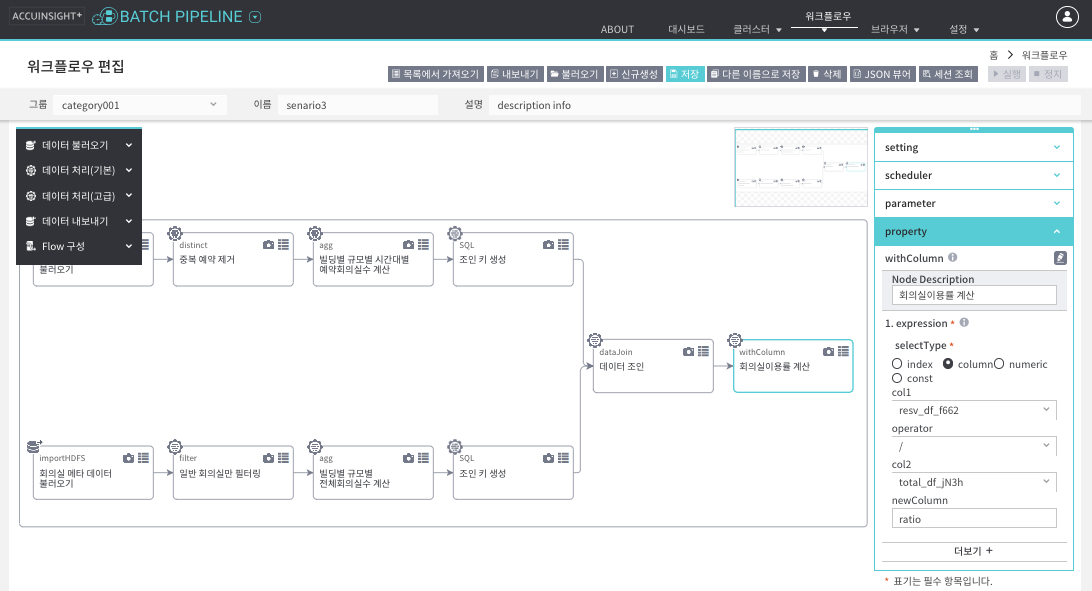 ACCUINSIGHT+
BATCH PIPELINE
ABOUT 대시보드 클러스터 워크플로우 브라우저 설정
워크플로우 편집
홈 워크플로우
목록에서 가져오기 내보내기 불러오기 신규생성 저장 다른 이름으로 저장 삭제 JSON 뷰어 세션 조회 실행 정지
그룹 category001 이름 senario3 설명 description info
데이터 불러오기
데이터 처리(기본)
데이터 처리(고급)
데이터 내보내기
Flow 구성
불러오기
distinct
중복 예약 제거
agg
빌딩별 규모별 시간대별
예약회의실수 계산
SQL
조인 키 생성
dataJoin
데이터 조인
withColumn
회의실이용률 계산
importHDFS
회의실 메타 데이터
불러오기
filter
일반 회의실만 필터링
agg
빌딩별 규모별
전체회의실수 계산
SQL
조인 키 생성
setting
scheduler
parameter
property
withColumn
Node Description
회의실이용률 계산
1. expression *
selectType *
index column numeric
const
col1
resv_df_f662
operator
/
col2
total_df_jN3h
newColumn
ratio
더보기 +
* 표기는 필수 항목입니다.